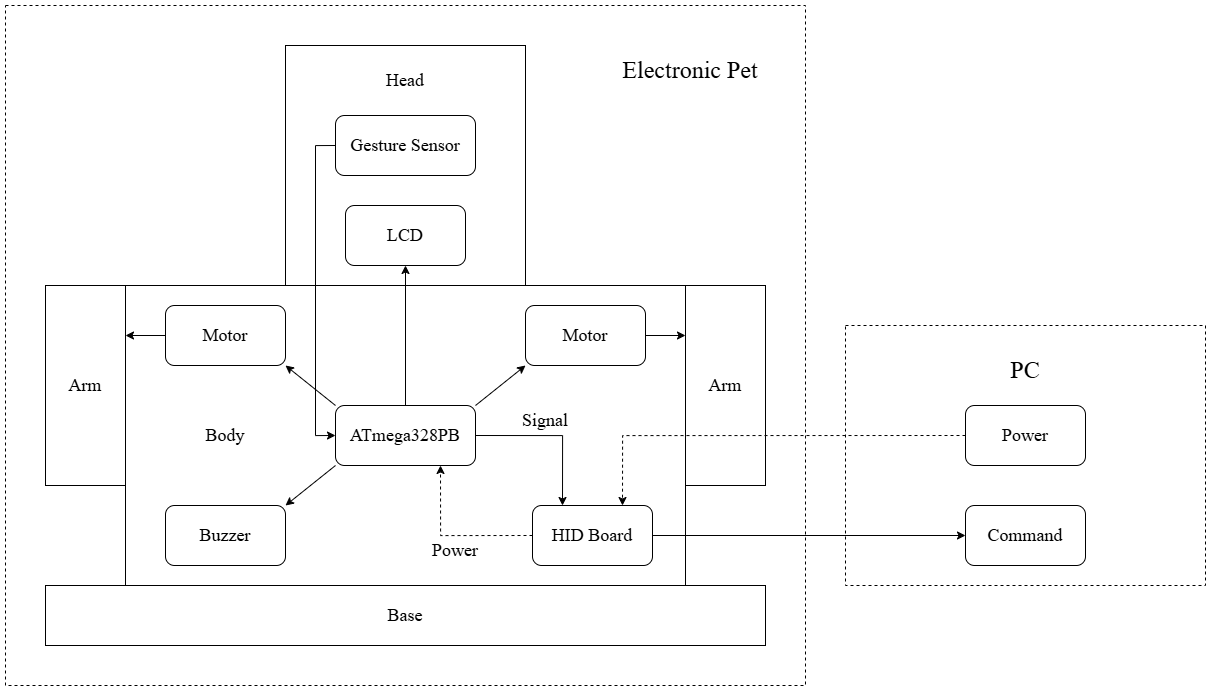 Electronic Pet
Head
Gesture Sensor
LCD
Motor
Motor
Arm
Arm
Body
ATmega328PB
Signal
Buzzer
Power
HID Board
Base
PC
Power
Command